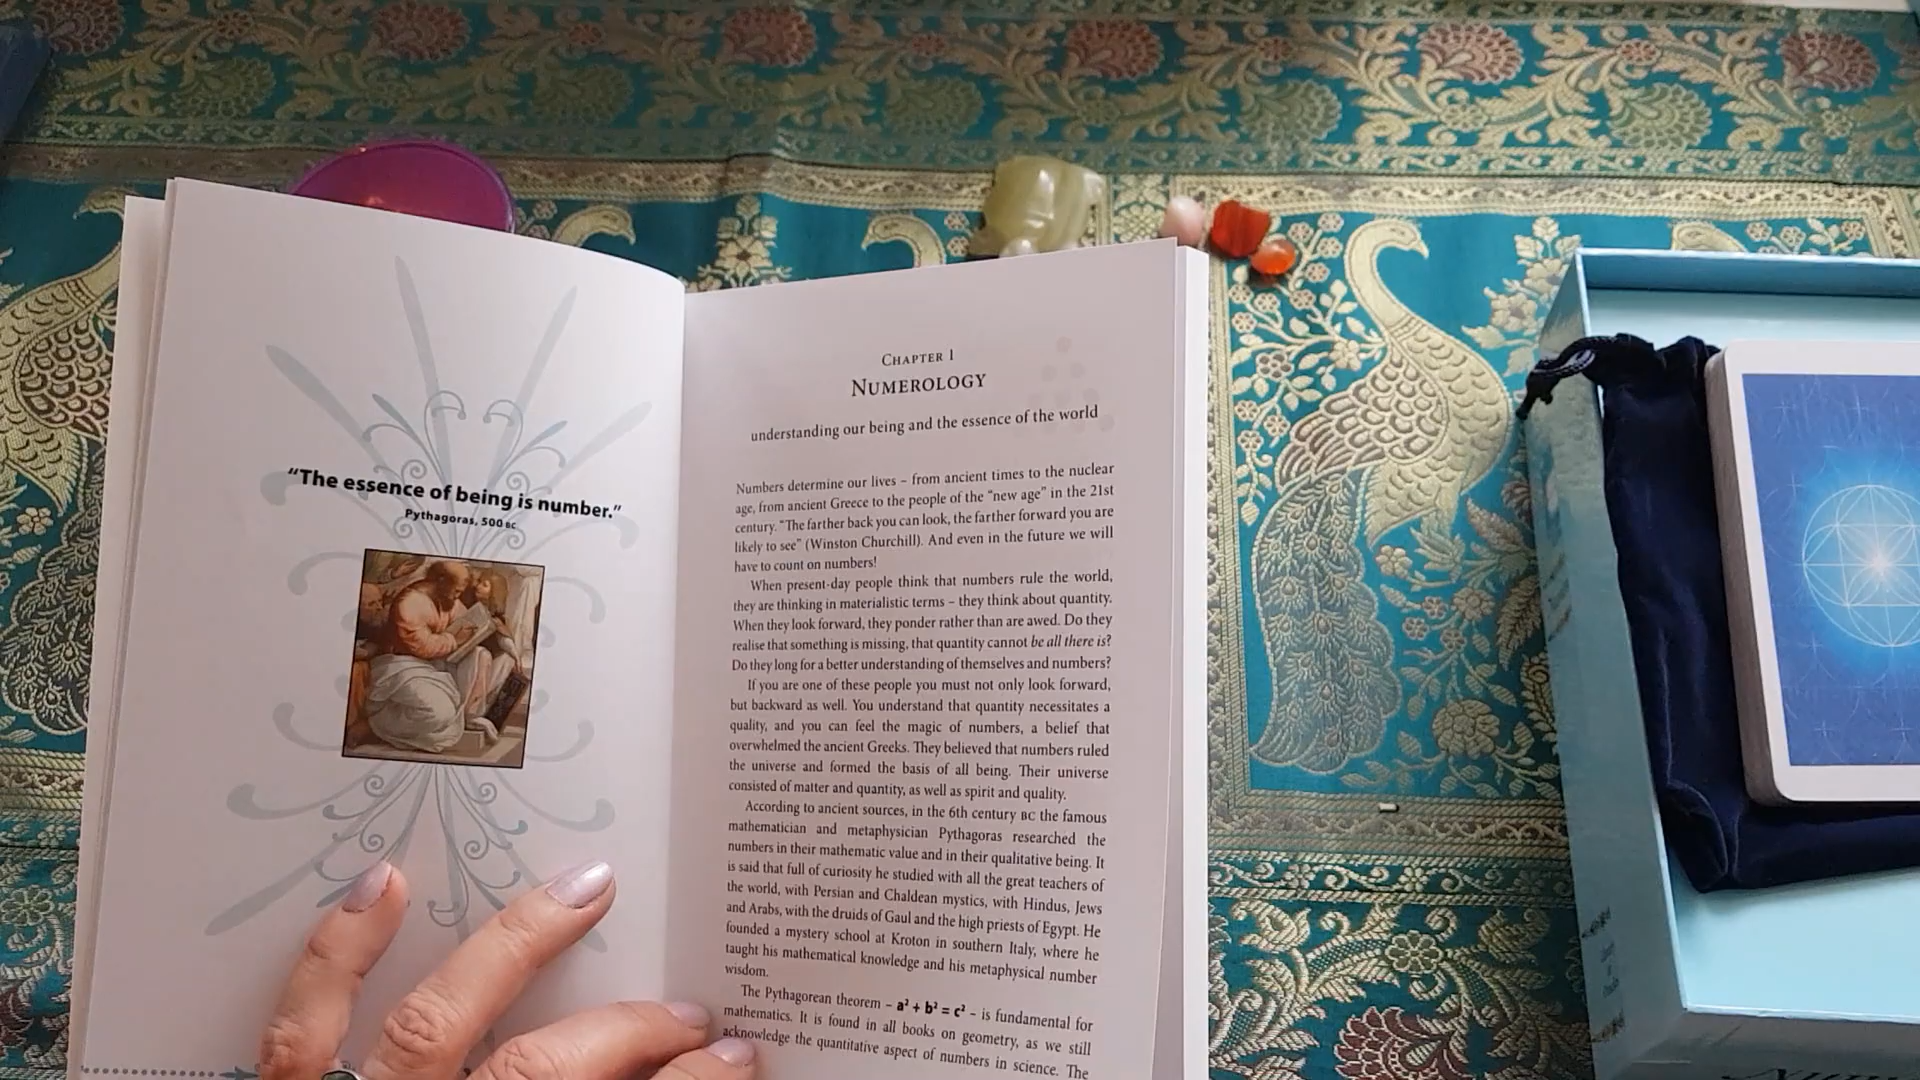 “The essence of being is number.”
Pythagoras, 500 BC
CHAPTER 1
NUMEROLOGY
understanding our being and the essence of the world
Numbers determine our lives – from ancient times to the nuclear
age, from ancient Greece to the people of the “new age” in the 21st
century. “The farther back you can look, the farther forward you are
likely to see” (Winston Churchill). And even in the future we will
have to count on numbers!
When present-day people think that numbers rule the world,
they are thinking in materialistic terms – they think about quantity.
When they look forward, they ponder rather than are awed. Do they
realise that something is missing, that quantity cannot be all there is?
Do they long for a better understanding of themselves and numbers?
If you are one of these people you must not only look forward,
but backward as well. You understand that quantity necessitates a
quality, and you can feel the magic of numbers, a belief that
overwhelmed the ancient Greeks. They believed that numbers ruled
the universe and formed the basis of all being. Their universe
consisted of matter and quantity, as well as spirit and quality.
According to ancient sources, in the 6th century BC the famous
mathematician and metaphysician Pythagoras researched the
numbers in their mathematic value and in their qualitative being. It
is said that full of curiosity he studied with all the great teachers of
the world, with Persian and Chaldean mystics, with Hindus, Jews
and Arabs, with the druids of Gaul and the high priests of Egypt. He
founded a mystery school at Kroton in southern Italy, where he
taught his mathematical knowledge and his metaphysical number
wisdom.
The Pythagorean theorem – a² + b² = c² – is fundamental for
mathematics. It is found in all books on geometry, as we still
acknowledge the quantitative aspect of numbers in science. The